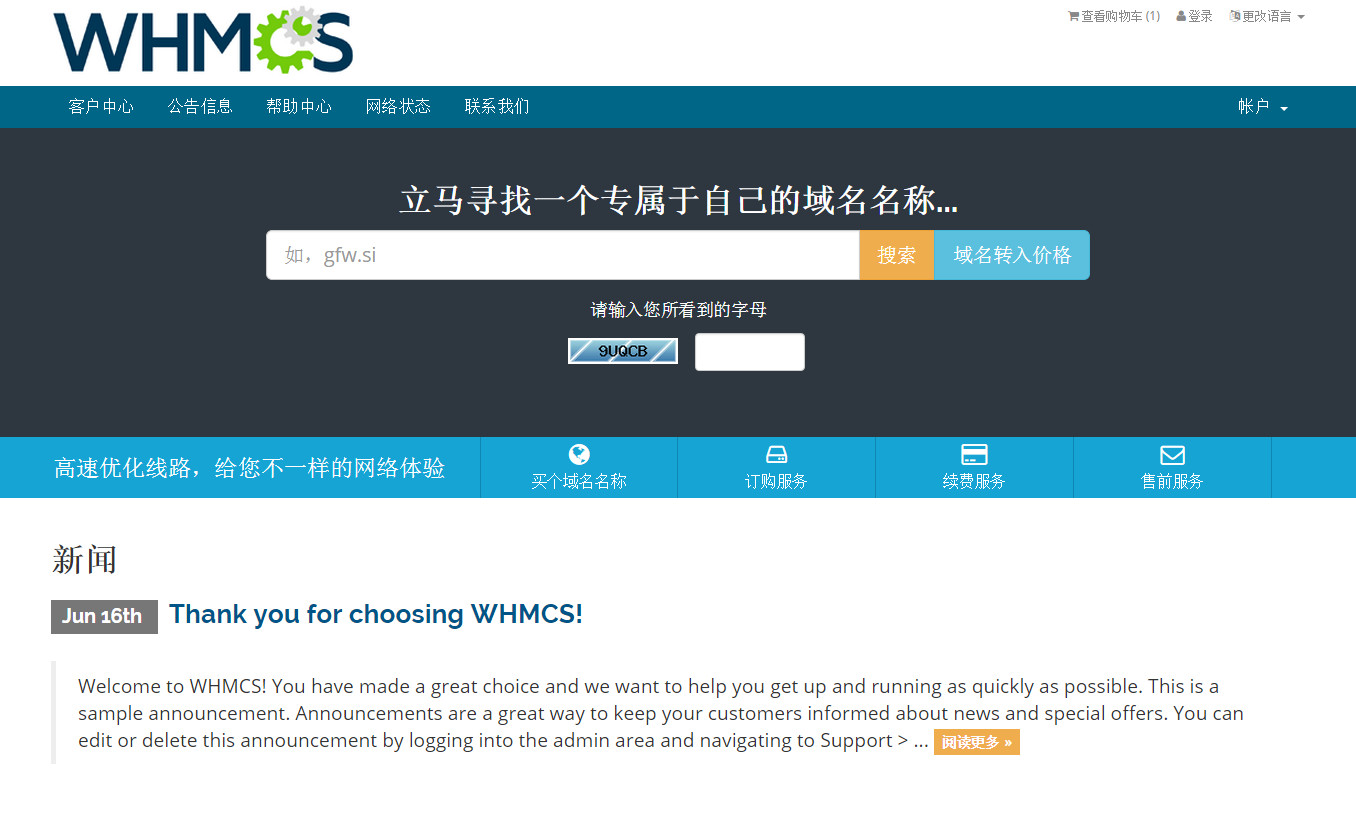 WHMCS
查看购物车 (1) 登录 更改语言
客户中心 公告信息 帮助中心 网络状态 联系我们 帐户
立马寻找一个专属于自己的域名名称...
如，gfw.si 搜索 域名转入价格
请输入您所看到的字母
9UQCB
高速优化线路，给您不一样的网络体验 买个域名名称 订购服务 续费服务 售前服务
新闻
Jun 16th Thank you for choosing WHMCS!
Welcome to WHMCS! You have made a great choice and we want to help you get up and running as quickly as possible. This is a
sample announcement. Announcements are a great way to keep your customers informed about news and special offers. You can
edit or delete this announcement by logging into the admin area and navigating to Support > ... 阅读更多 »